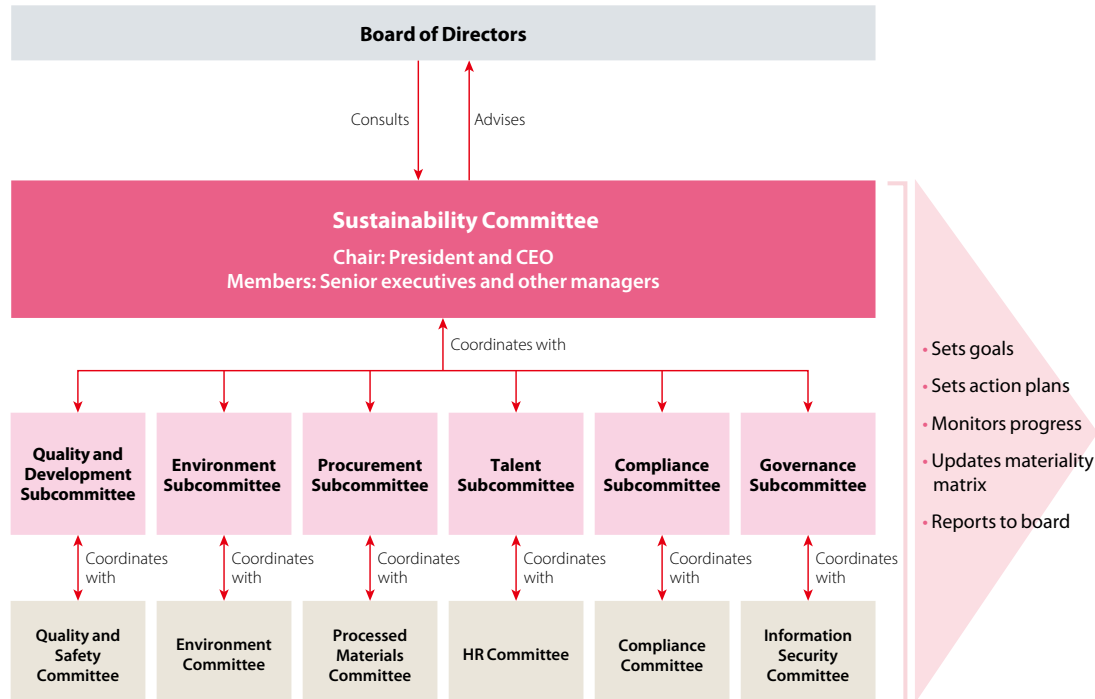 Board of Directors
Consults
Advises
Sustainability Committee
Chair: President and CEO
Members: Senior executives and other managers
Coordinates with
Quality and
Development
Subcommittee
Environment
Subcommittee
Procurement
Subcommittee
Talent
Subcommittee
Compliance
Subcommittee
Governance
Subcommittee
Coordinates
with
Coordinates
with
Coordinates
with
Coordinates
with
Coordinates
with
Coordinates
with
Quality and
Safety
Committee
Environment
Committee
Processed
Materials
Committee
HR Committee
Compliance
Committee
Information
Security
Committee
• Sets goals
• Sets action plans
• Monitors progress
• Updates materiality
matrix
• Reports to board